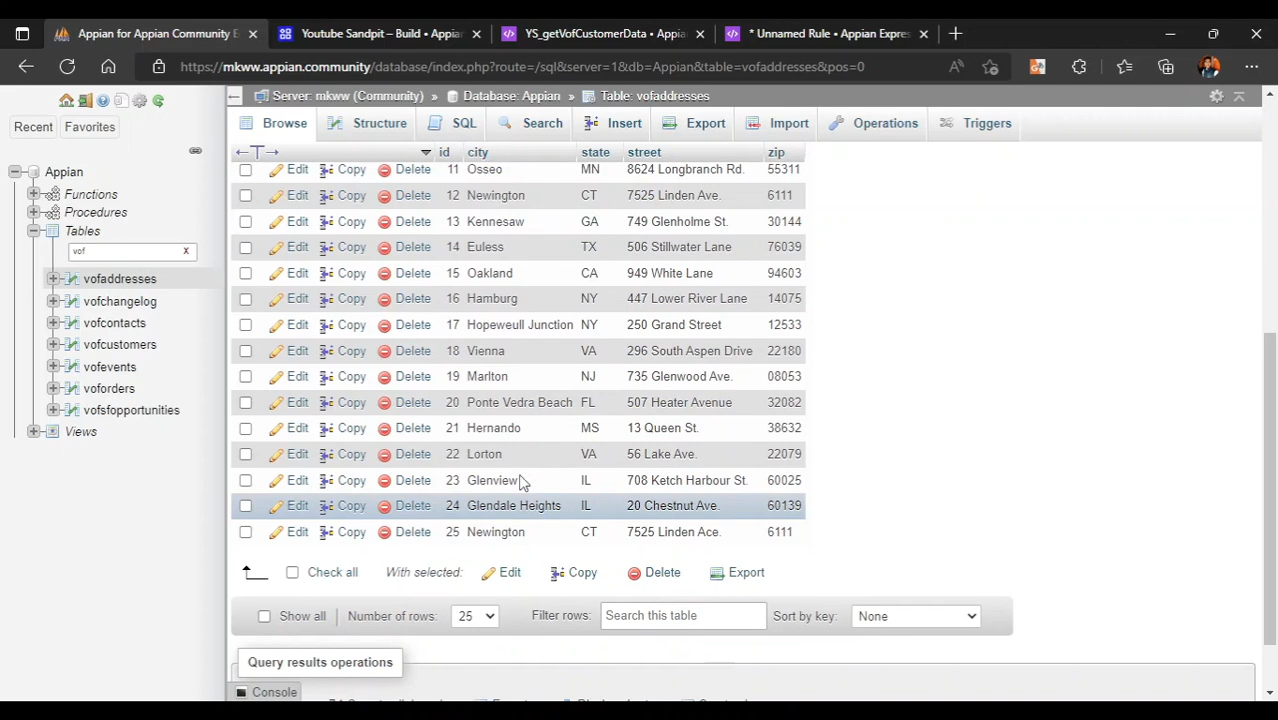 Appian for Appian Community E
Youtube Sandpit – Build • Appian
YS_getVofCustomerData • Appian
* Unnamed Rule • Appian Expres
https://mkww.appian.community/database/index.php?route=/sql&server=1&db=Appian&table=vofaddresses&pos=0
Server: mkww (Community) » Database: Appian » Table: vofaddresses
Recent Favorites
Browse Structure SQL Search Insert Export Import Operations Triggers
Appian
Functions
Procedures
Tables
vof x
vofaddresses
vofchangelog
vofcontacts
vofcustomers
vofevents
voforders
vofsfopportunities
Views
id city state street zip
Edit Copy Delete 11 Osseo MN 8624 Longbranch Rd. 55311
Edit Copy Delete 12 Newington CT 7525 Linden Ave. 6111
Edit Copy Delete 13 Kennesaw GA 749 Glenholme St. 30144
Edit Copy Delete 14 Euless TX 506 Stillwater Lane 76039
Edit Copy Delete 15 Oakland CA 949 White Lane 94603
Edit Copy Delete 16 Hamburg NY 447 Lower River Lane 14075
Edit Copy Delete 17 Hopeweull Junction NY 250 Grand Street 12533
Edit Copy Delete 18 Vienna VA 296 South Aspen Drive 22180
Edit Copy Delete 19 Marlton NJ 735 Glenwood Ave. 08053
Edit Copy Delete 20 Ponte Vedra Beach FL 507 Heater Avenue 32082
Edit Copy Delete 21 Hernando MS 13 Queen St. 38632
Edit Copy Delete 22 Lorton VA 56 Lake Ave. 22079
Edit Copy Delete 23 Glenview IL 708 Ketch Harbour St. 60025
Edit Copy Delete 24 Glendale Heights IL 20 Chestnut Ave. 60139
Edit Copy Delete 25 Newington CT 7525 Linden Ace. 6111
Check all With selected: Edit Copy Delete Export
Show all Number of rows: 25 Filter rows: Search this table Sort by key: None
Query results operations
Console